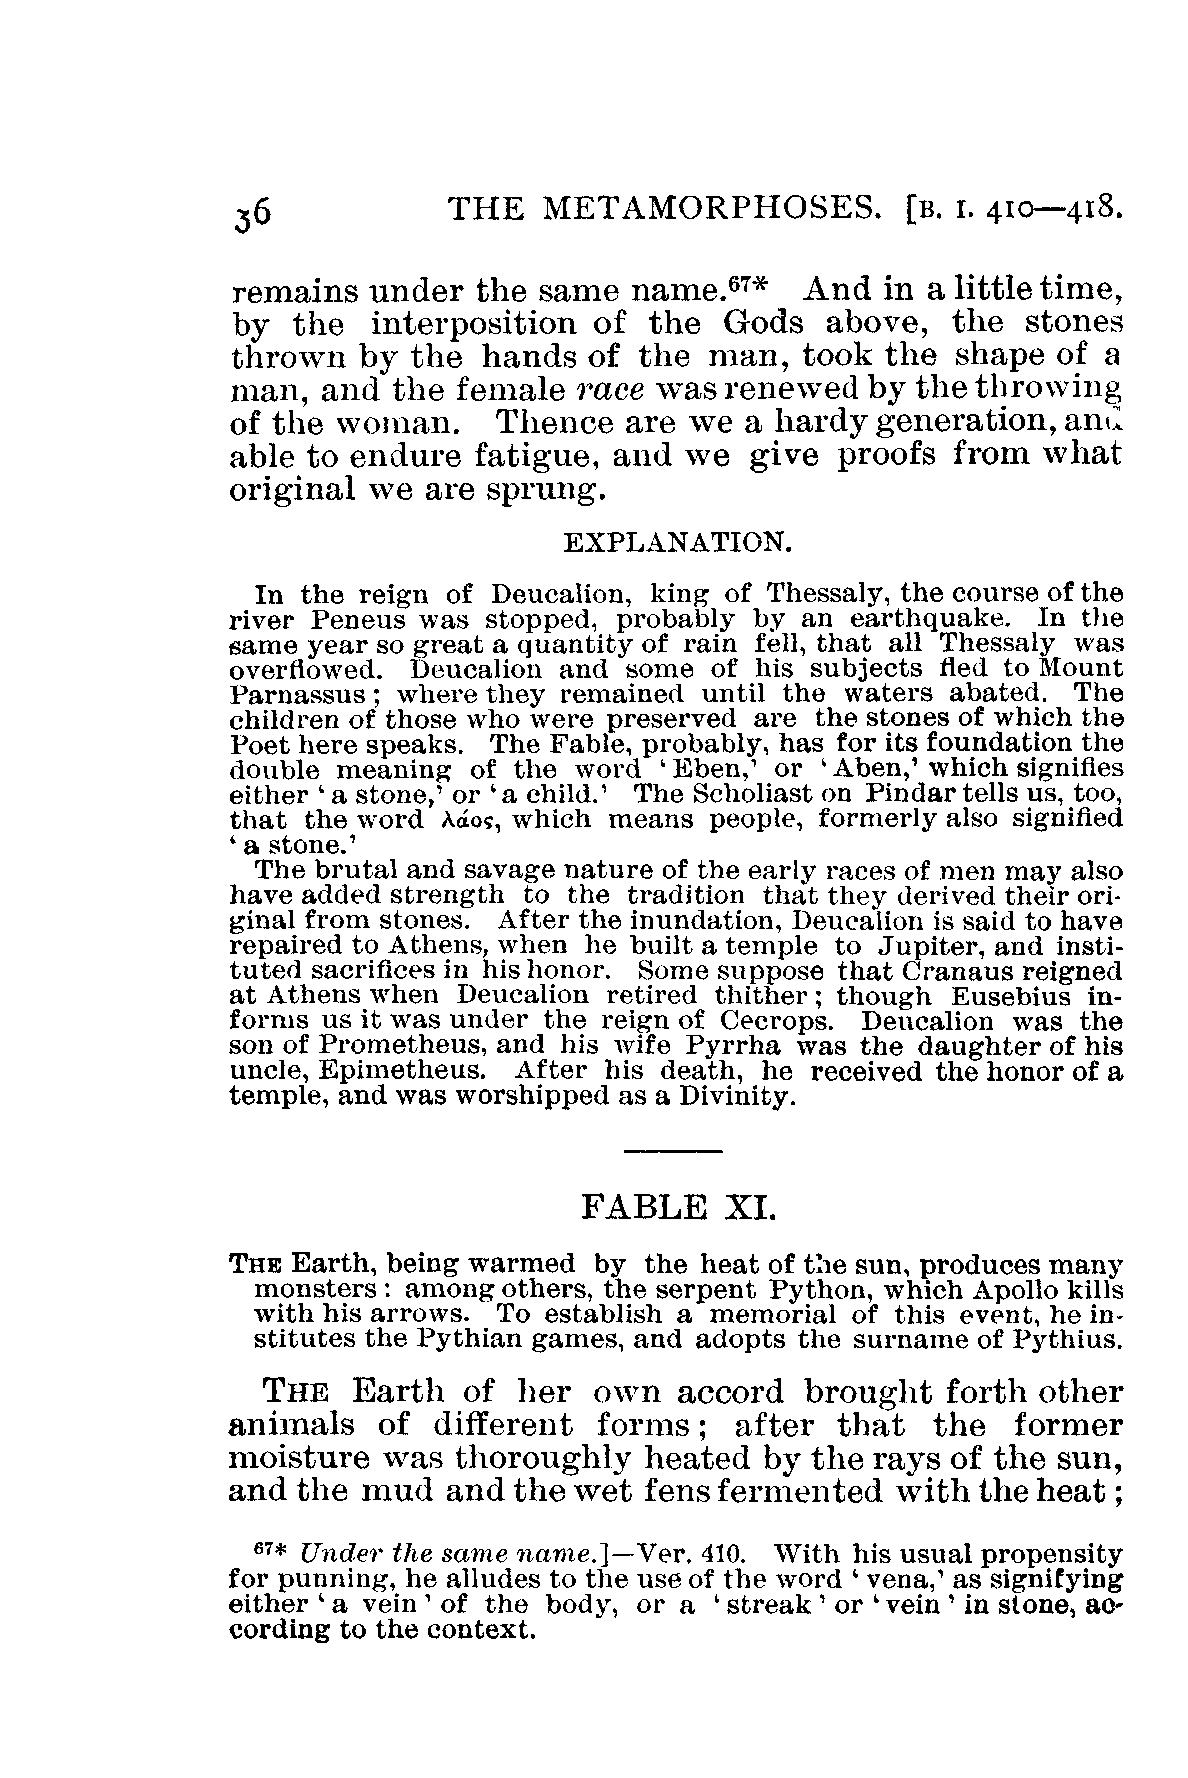 36 THE METAMORPHOSES. [B. I. 410—418.
remains under the same name.⁶⁷* And in a little time,
by the interposition of the Gods above, the stones
thrown by the hands of the man, took the shape of a
man, and the female race was renewed by the throwing
of the woman. Thence are we a hardy generation, and
able to endure fatigue, and we give proofs from what
original we are sprung.
EXPLANATION.
In the reign of Deucalion, king of Thessaly, the course of the
river Peneus was stopped, probably by an earthquake. In the
same year so great a quantity of rain fell, that all Thessaly was
overflowed. Deucalion and some of his subjects fled to Mount
Parnassus; where they remained until the waters abated. The
children of those who were preserved are the stones of which the
Poet here speaks. The Fable, probably, has for its foundation the
double meaning of the word ‘Eben,’ or ‘Aben,’ which signifies
either ‘a stone,’ or ‘a child.’ The Scholiast on Pindar tells us, too,
that the word λάος, which means people, formerly also signified
‘a stone.’
The brutal and savage nature of the early races of men may also
have added strength to the tradition that they derived their ori-
ginal from stones. After the inundation, Deucalion is said to have
repaired to Athens, when he built a temple to Jupiter, and insti-
tuted sacrifices in his honor. Some suppose that Cranaus reigned
at Athens when Deucalion retired thither; though Eusebius in-
forms us it was under the reign of Cecrops. Deucalion was the
son of Prometheus, and his wife Pyrrha was the daughter of his
uncle, Epimetheus. After his death, he received the honor of a
temple, and was worshipped as a Divinity.
FABLE XI.
THE Earth, being warmed by the heat of the sun, produces many
monsters: among others, the serpent Python, which Apollo kills
with his arrows. To establish a memorial of this event, he in-
stitutes the Pythian games, and adopts the surname of Pythius.
THE Earth of her own accord brought forth other
animals of different forms; after that the former
moisture was thoroughly heated by the rays of the sun,
and the mud and the wet fens fermented with the heat;
⁶⁷* Under the same name.]—Ver. 410. With his usual propensity
for punning, he alludes to the use of the word ‘vena,’ as signifying
either ‘a vein’ of the body, or a ‘streak’ or ‘vein’ in stone, ac-
cording to the context.